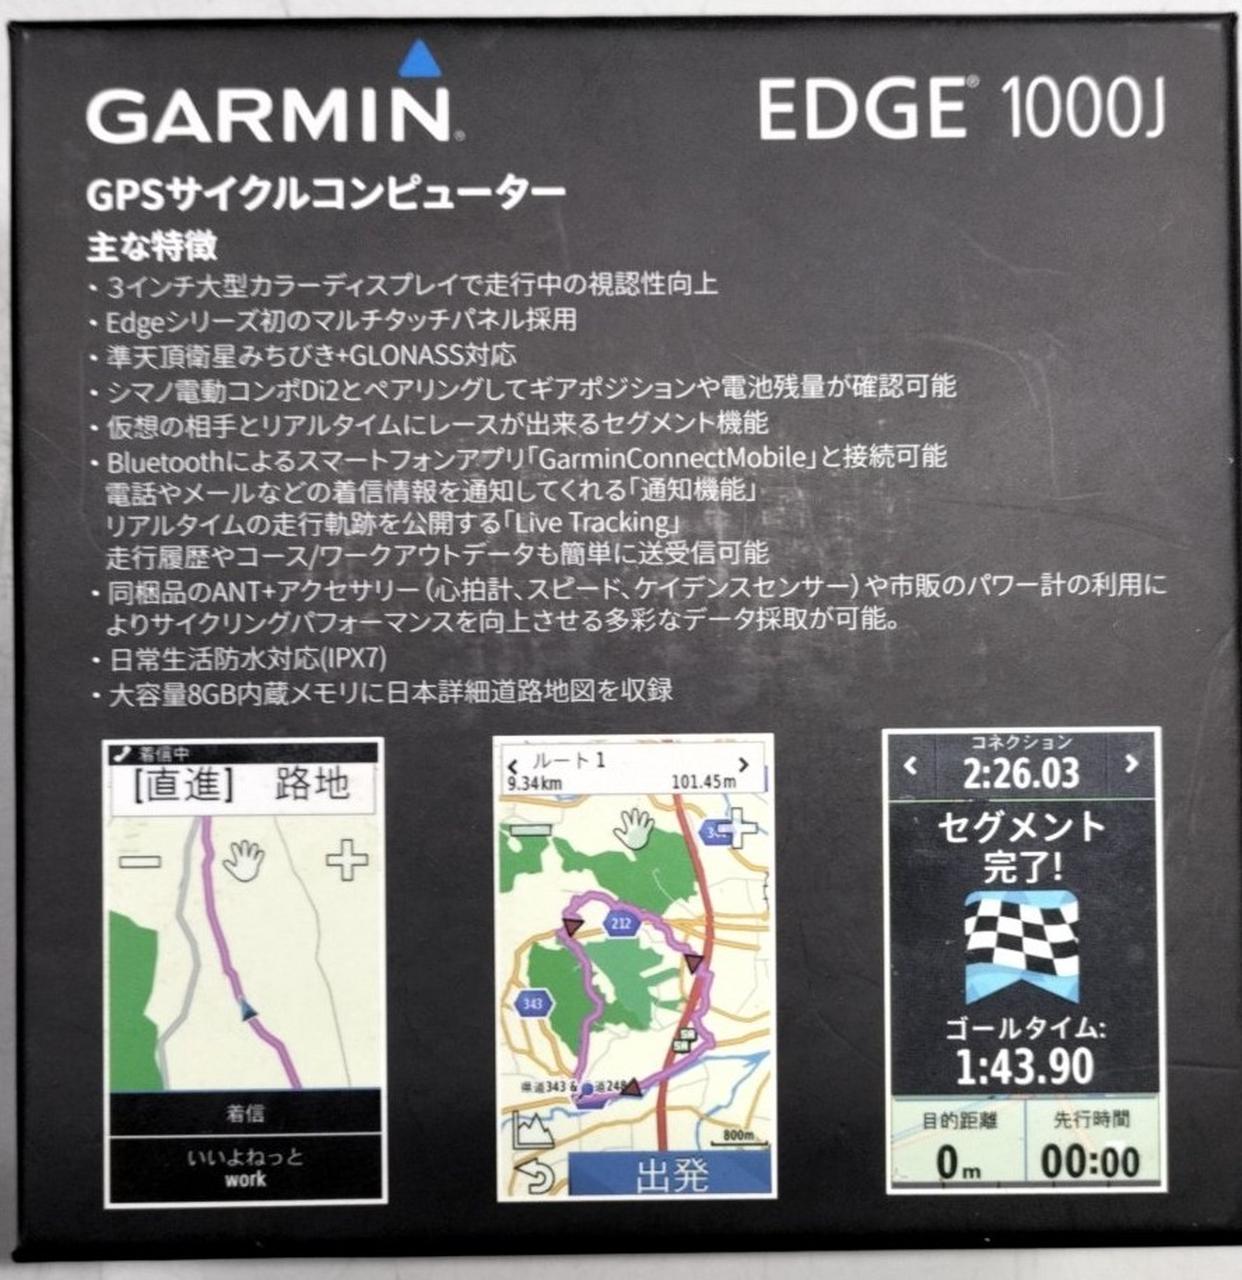 GARMIN®
EDGE® 1000J
GPSサイクルコンピューター
主な特徴
・3インチ大型カラーディスプレイで走行中の視認性向上
・Edgeシリーズ初のマルチタッチパネル採用
・準天頂衛星みちびき+GLONASS対応
・シマノ電動コンポDi2とペアリングしてギアポジションや電池残量が確認可能
・仮想の相手とリアルタイムにレースが出来るセグメント機能
・Bluetoothによるスマートフォンアプリ「GarminConnectMobile」と接続可能
電話やメールなどの着信情報を通知してくれる「通知機能」
リアルタイムの走行軌跡を公開する「Live Tracking」
走行履歴やコース/ワークアウトデータも簡単に送受信可能
・同梱品のANT+アクセサリー（心拍計、スピード、ケイデンスセンサー）や市販のパワー計の利用に
よりサイクリングパフォーマンスを向上させる多彩なデータ採取が可能。
・日常生活防水対応(IPX7)
・大容量8GB内蔵メモリに日本詳細道路地図を収録
着信中
[直進] 路地
着信
いいよねっと
work
ルート 1
9.34km 101.45m
212
343
SA
SA
県道343 & 道248
800m
出発
コネクション
2:26.03
セグメント
完了!
ゴールタイム:
1:43.90
目的距離 先行時間
0m 00:00